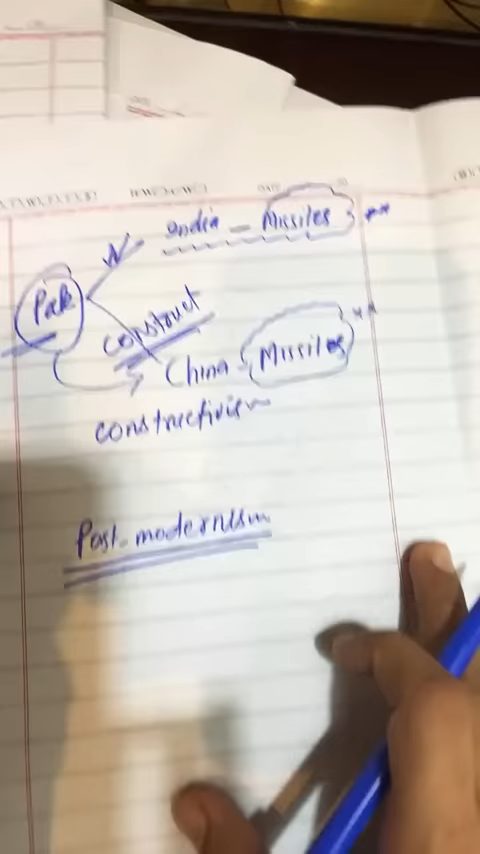 India - Missiles
Pak
construct
China - Missiles
constructivism
Post-modernism